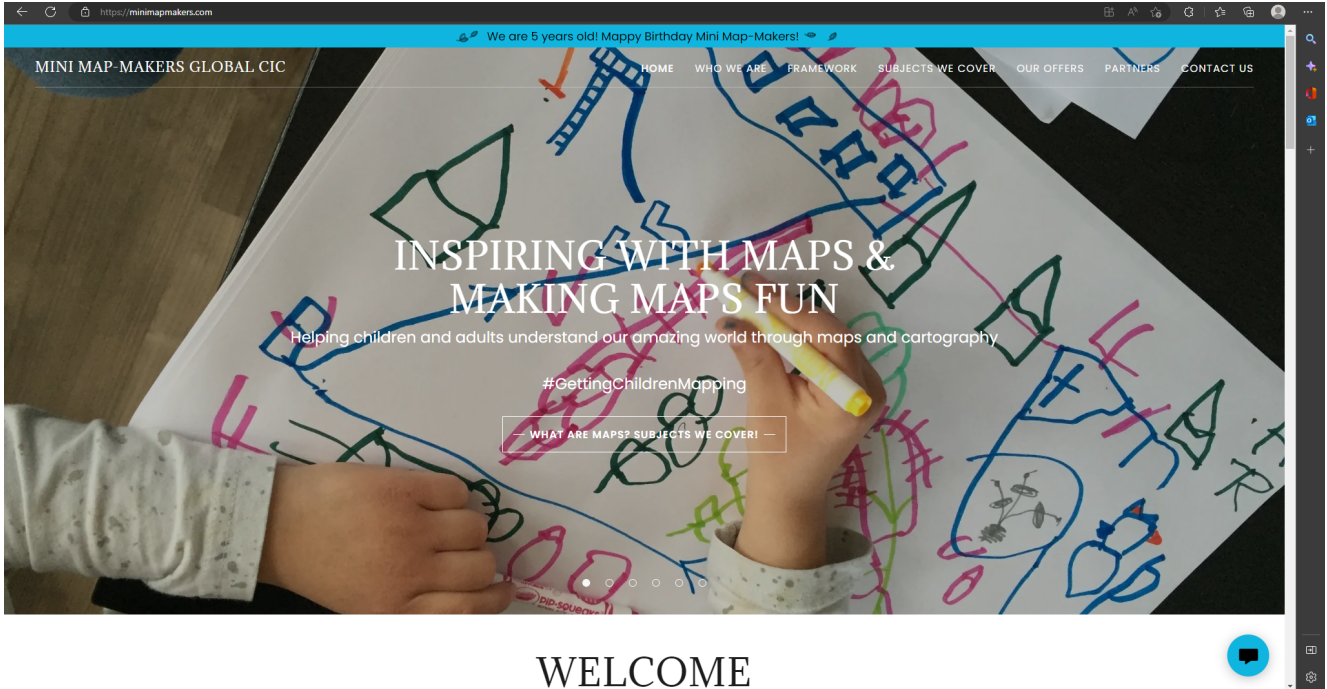 https://minimapmakers.com
We are 5 years old! Mappy Birthday Mini Map-Makers!
MINI MAP-MAKERS GLOBAL CIC
HOME WHO WE ARE FRAMEWORK SUBJECTS WE COVER OUR OFFERS PARTNERS CONTACT US
INSPIRING WITH MAPS &
MAKING MAPS FUN
Helping children and adults understand our amazing world through maps and cartography
#GettingChildrenMapping
— WHAT ARE MAPS? SUBJECTS WE COVER! —
pip-squeaks
WELCOME